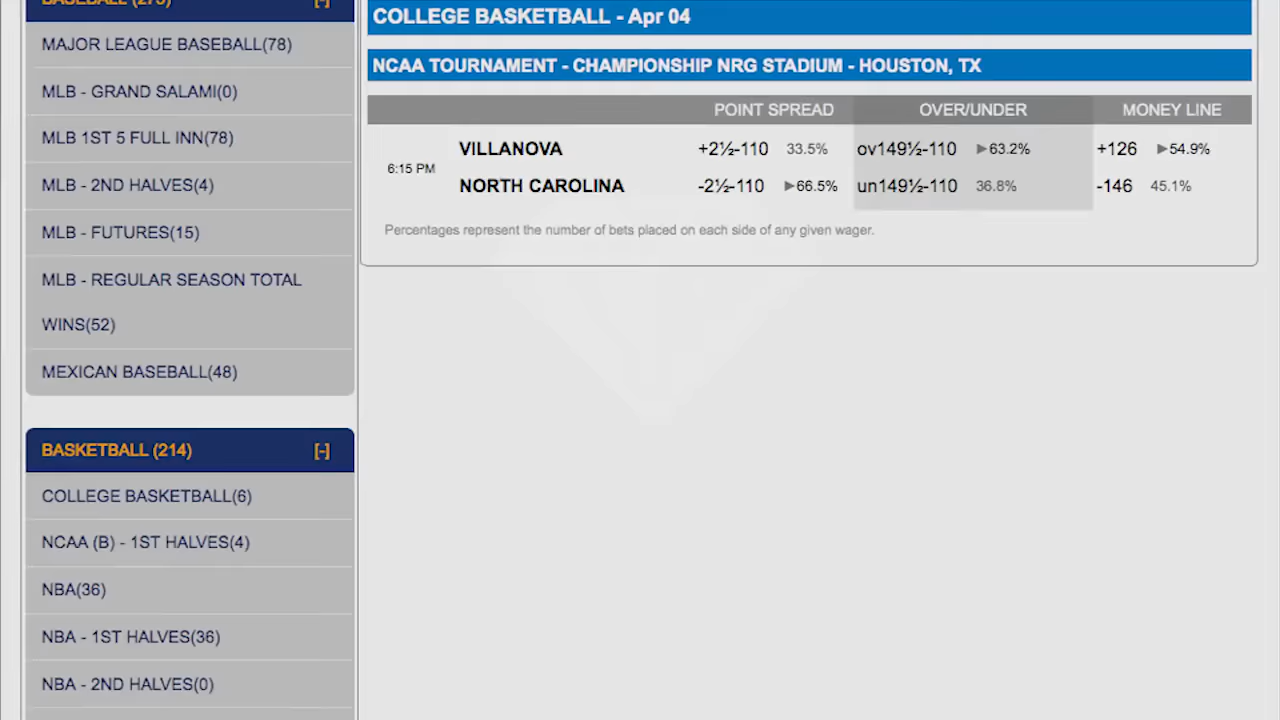 BASEBALL (275) [-]
MAJOR LEAGUE BASEBALL(78)
MLB - GRAND SALAMI(0)
MLB 1ST 5 FULL INN(78)
MLB - 2ND HALVES(4)
MLB - FUTURES(15)
MLB - REGULAR SEASON TOTAL
WINS(52)
MEXICAN BASEBALL(48)
BASKETBALL (214) [-]
COLLEGE BASKETBALL(6)
NCAA (B) - 1ST HALVES(4)
NBA(36)
NBA - 1ST HALVES(36)
NBA - 2ND HALVES(0)
COLLEGE BASKETBALL - Apr 04
NCAA TOURNAMENT - CHAMPIONSHIP NRG STADIUM - HOUSTON, TX
POINT SPREAD OVER/UNDER MONEY LINE
6:15 PM
VILLANOVA +2½-110 33.5% ov149½-110 ▶63.2% +126 ▶54.9%
NORTH CAROLINA -2½-110 ▶66.5% un149½-110 36.8% -146 45.1%
Percentages represent the number of bets placed on each side of any given wager.